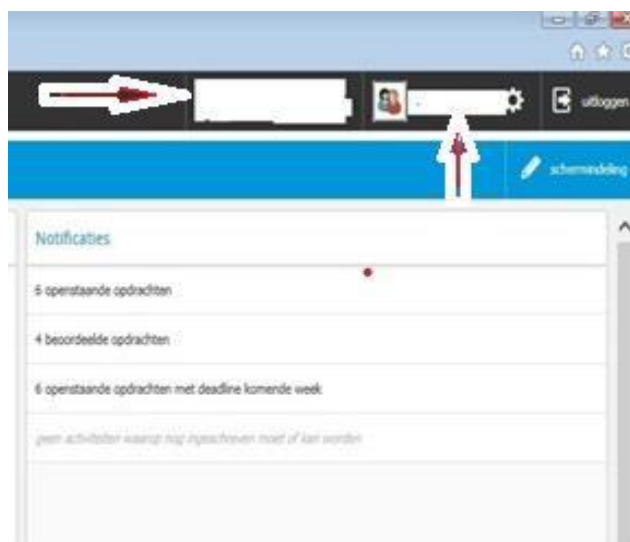 uitloggen
schermindeling
Notificaties
6 openstaande opdrachten
4 beoordeelde opdrachten
6 openstaande opdrachten met deadline komende week
geen activiteiten waarop nog ingeschreven moet of kan worden